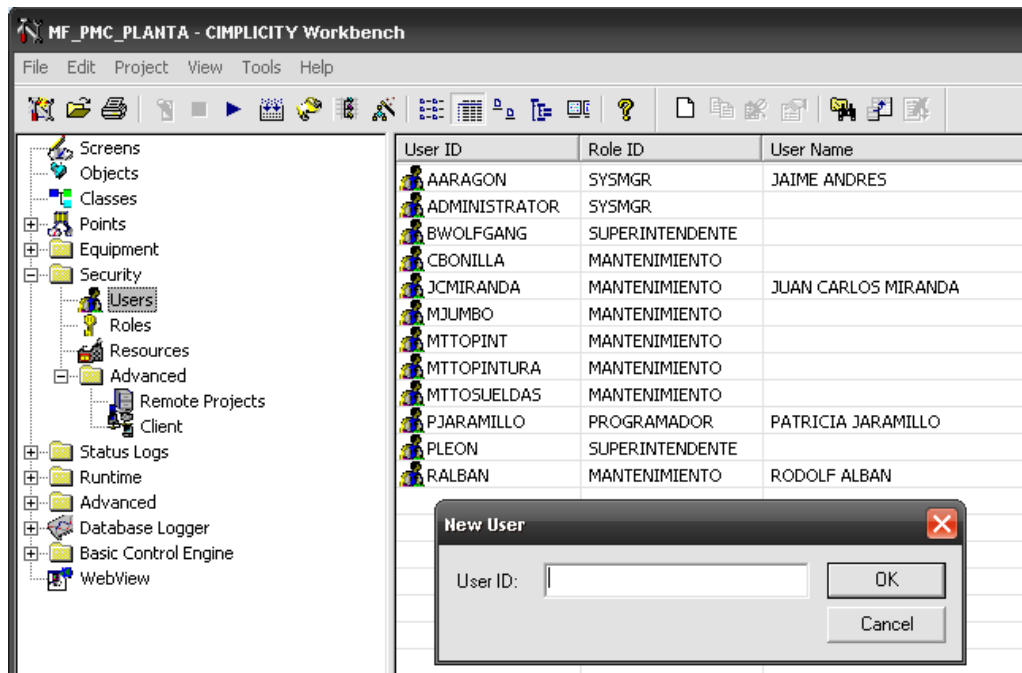 MF_PMC_PLANTA - CIMPLICITY Workbench
File Edit Project View Tools Help
Screens
Objects
Classes
Points
Equipment
Security
Users
Roles
Resources
Advanced
Remote Projects
Client
Status Logs
Runtime
Advanced
Database Logger
Basic Control Engine
WebView
User ID Role ID User Name
AARAGON SYSMGR JAIME ANDRES
ADMINISTRATOR SYSMGR
BWOLFGANG SUPERINTENDENTE
CBONILLA MANTENIMIENTO
JCMIRANDA MANTENIMIENTO JUAN CARLOS MIRANDA
MJUMBO MANTENIMIENTO
MTTOPINT MANTENIMIENTO
MTTOPINTURA MANTENIMIENTO
MTTOSUELDAS MANTENIMIENTO
PJARAMILLO PROGRAMADOR PATRICIA JARAMILLO
PLEON SUPERINTENDENTE
RALBAN MANTENIMIENTO RODOLF ALBAN
New User
User ID:
OK
Cancel